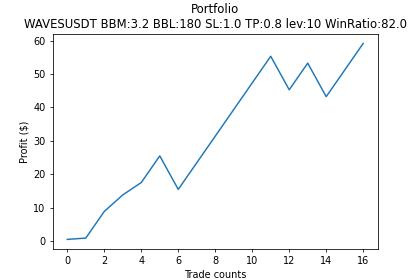 Portfolio
WAVESUSDT BBM:3.2 BBL:180 SL:1.0 TP:0.8 lev:10 WinRatio:82.0
60
50
40
30
20
10
0
Profit ($)
0 2 4 6 8 10 12 14 16
Trade counts